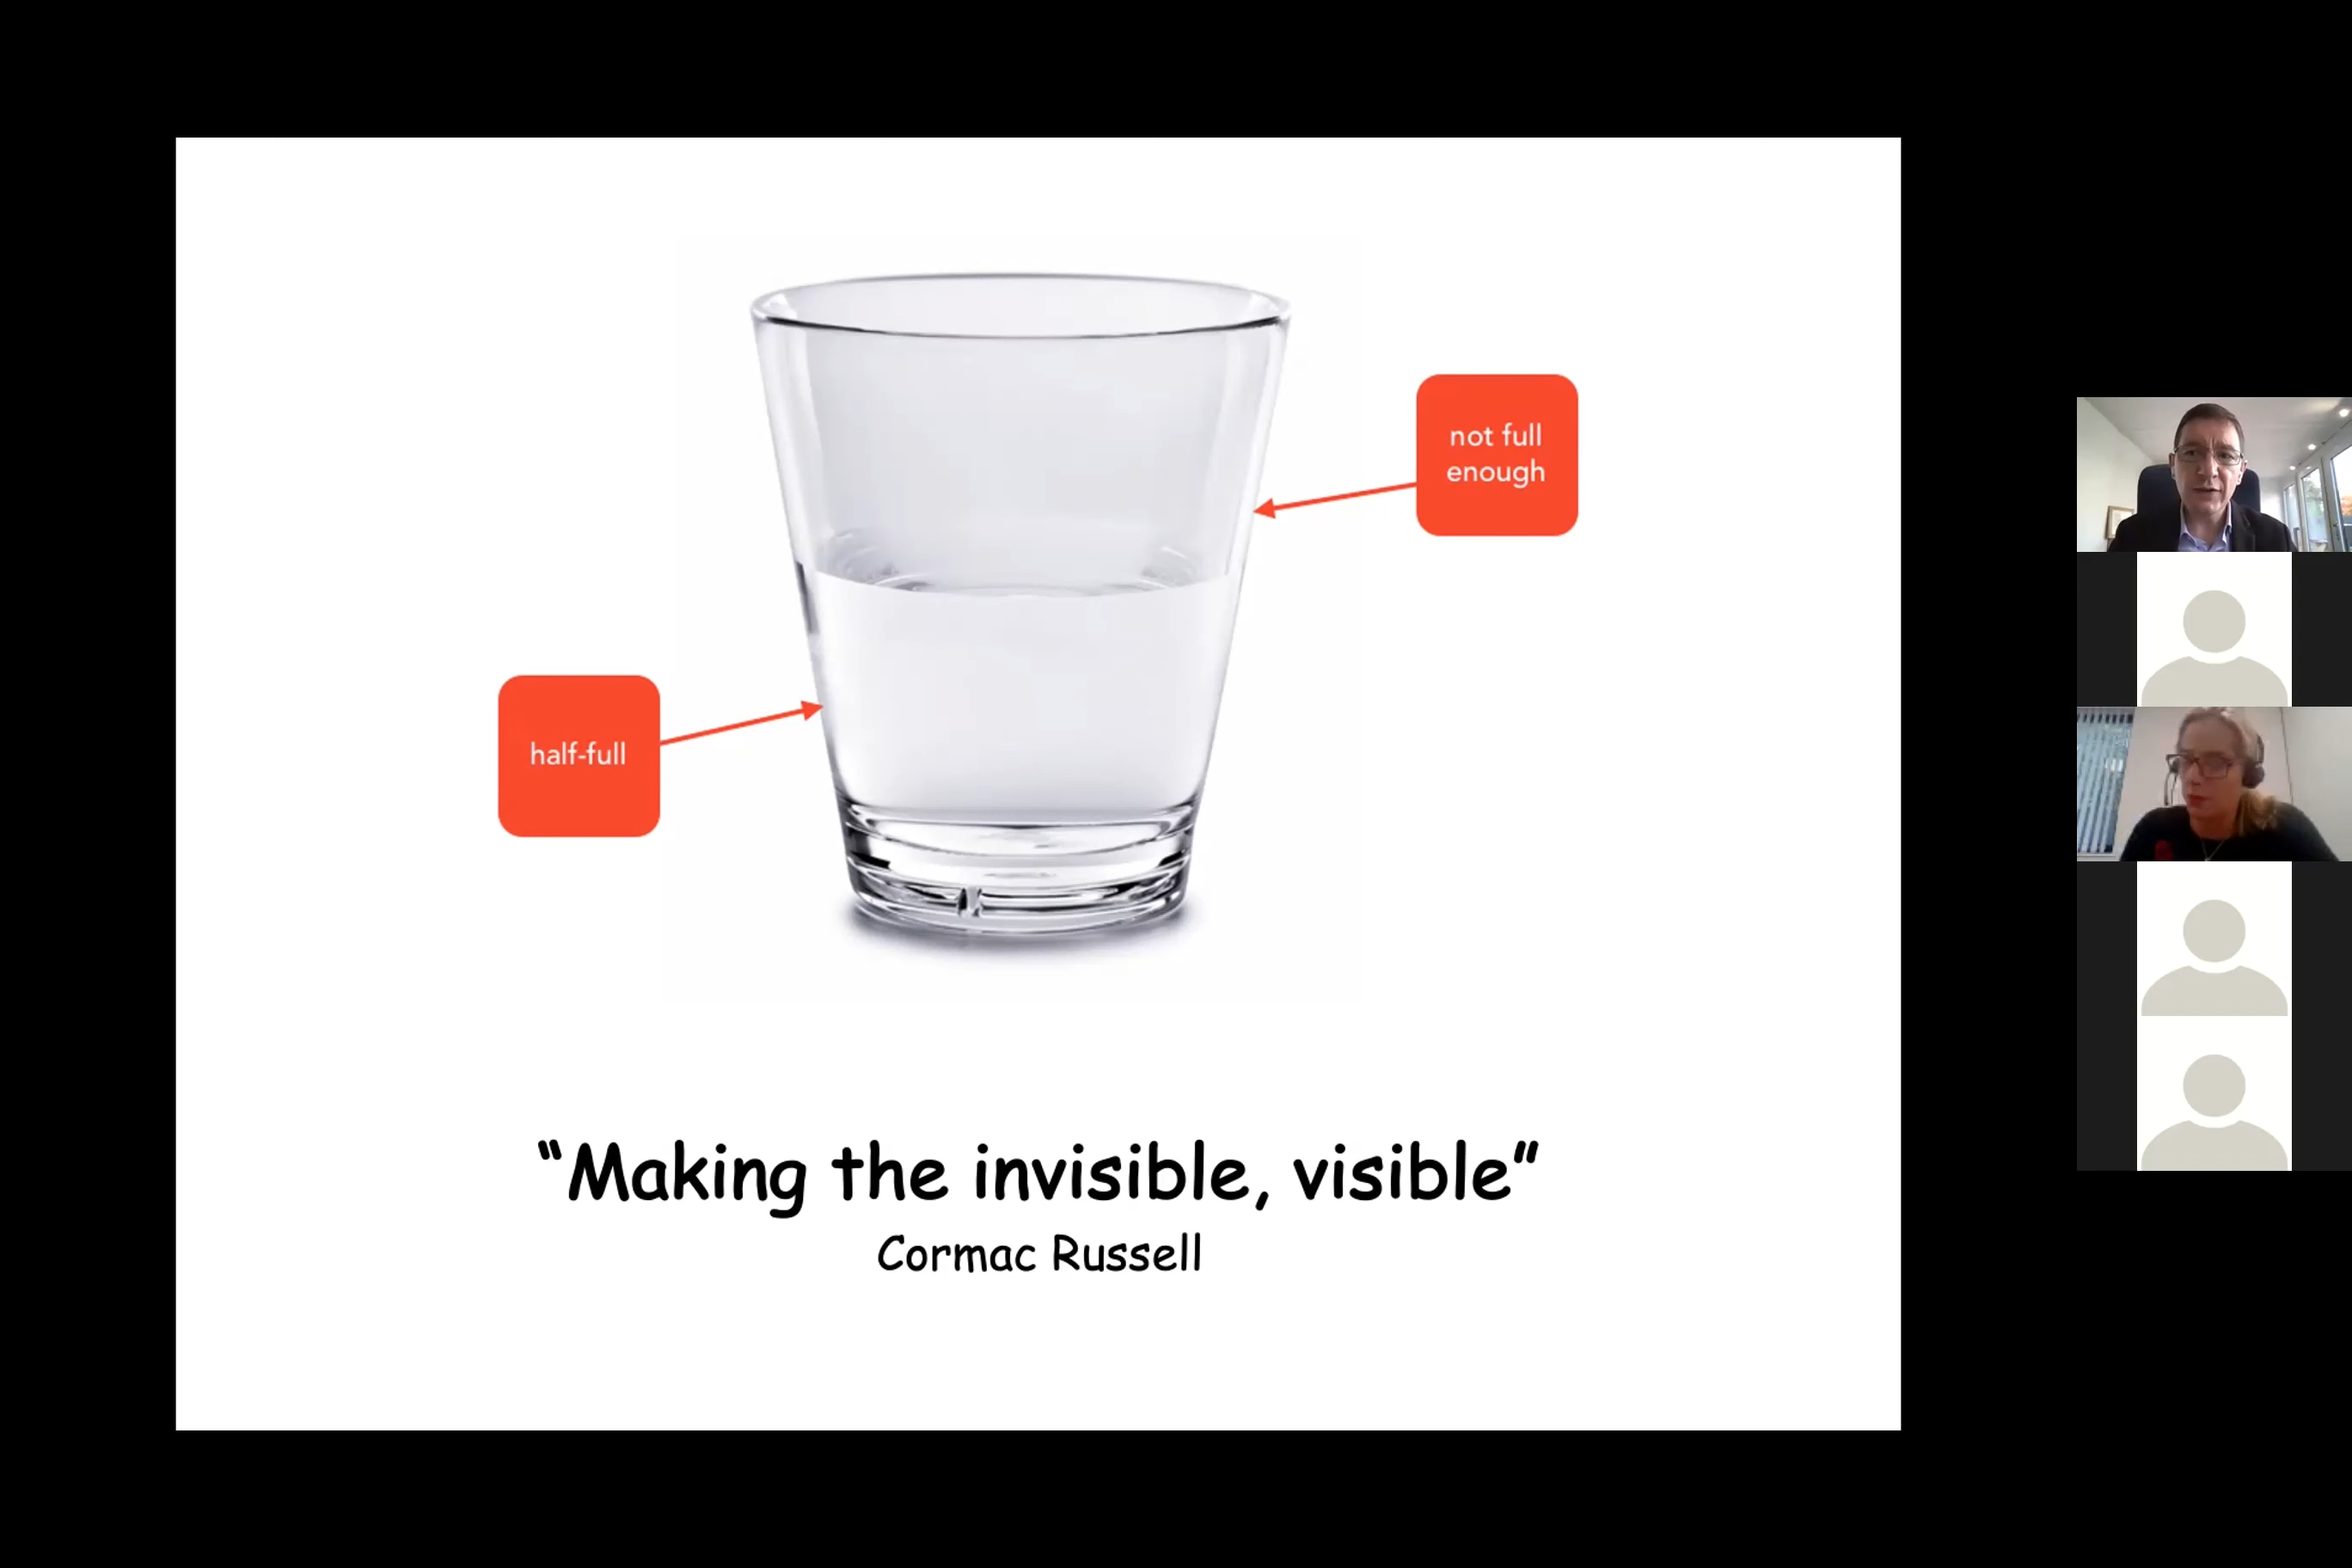 not full
enough
half-full
“Making the invisible, visible”
Cormac Russell